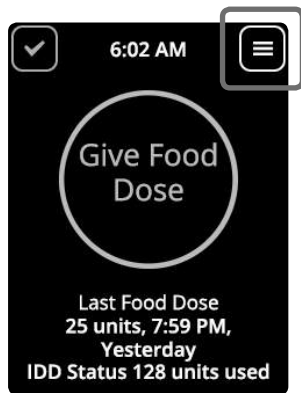 6:02 AM
Give Food
Dose
Last Food Dose
25 units, 7:59 PM,
Yesterday
IDD Status 128 units used